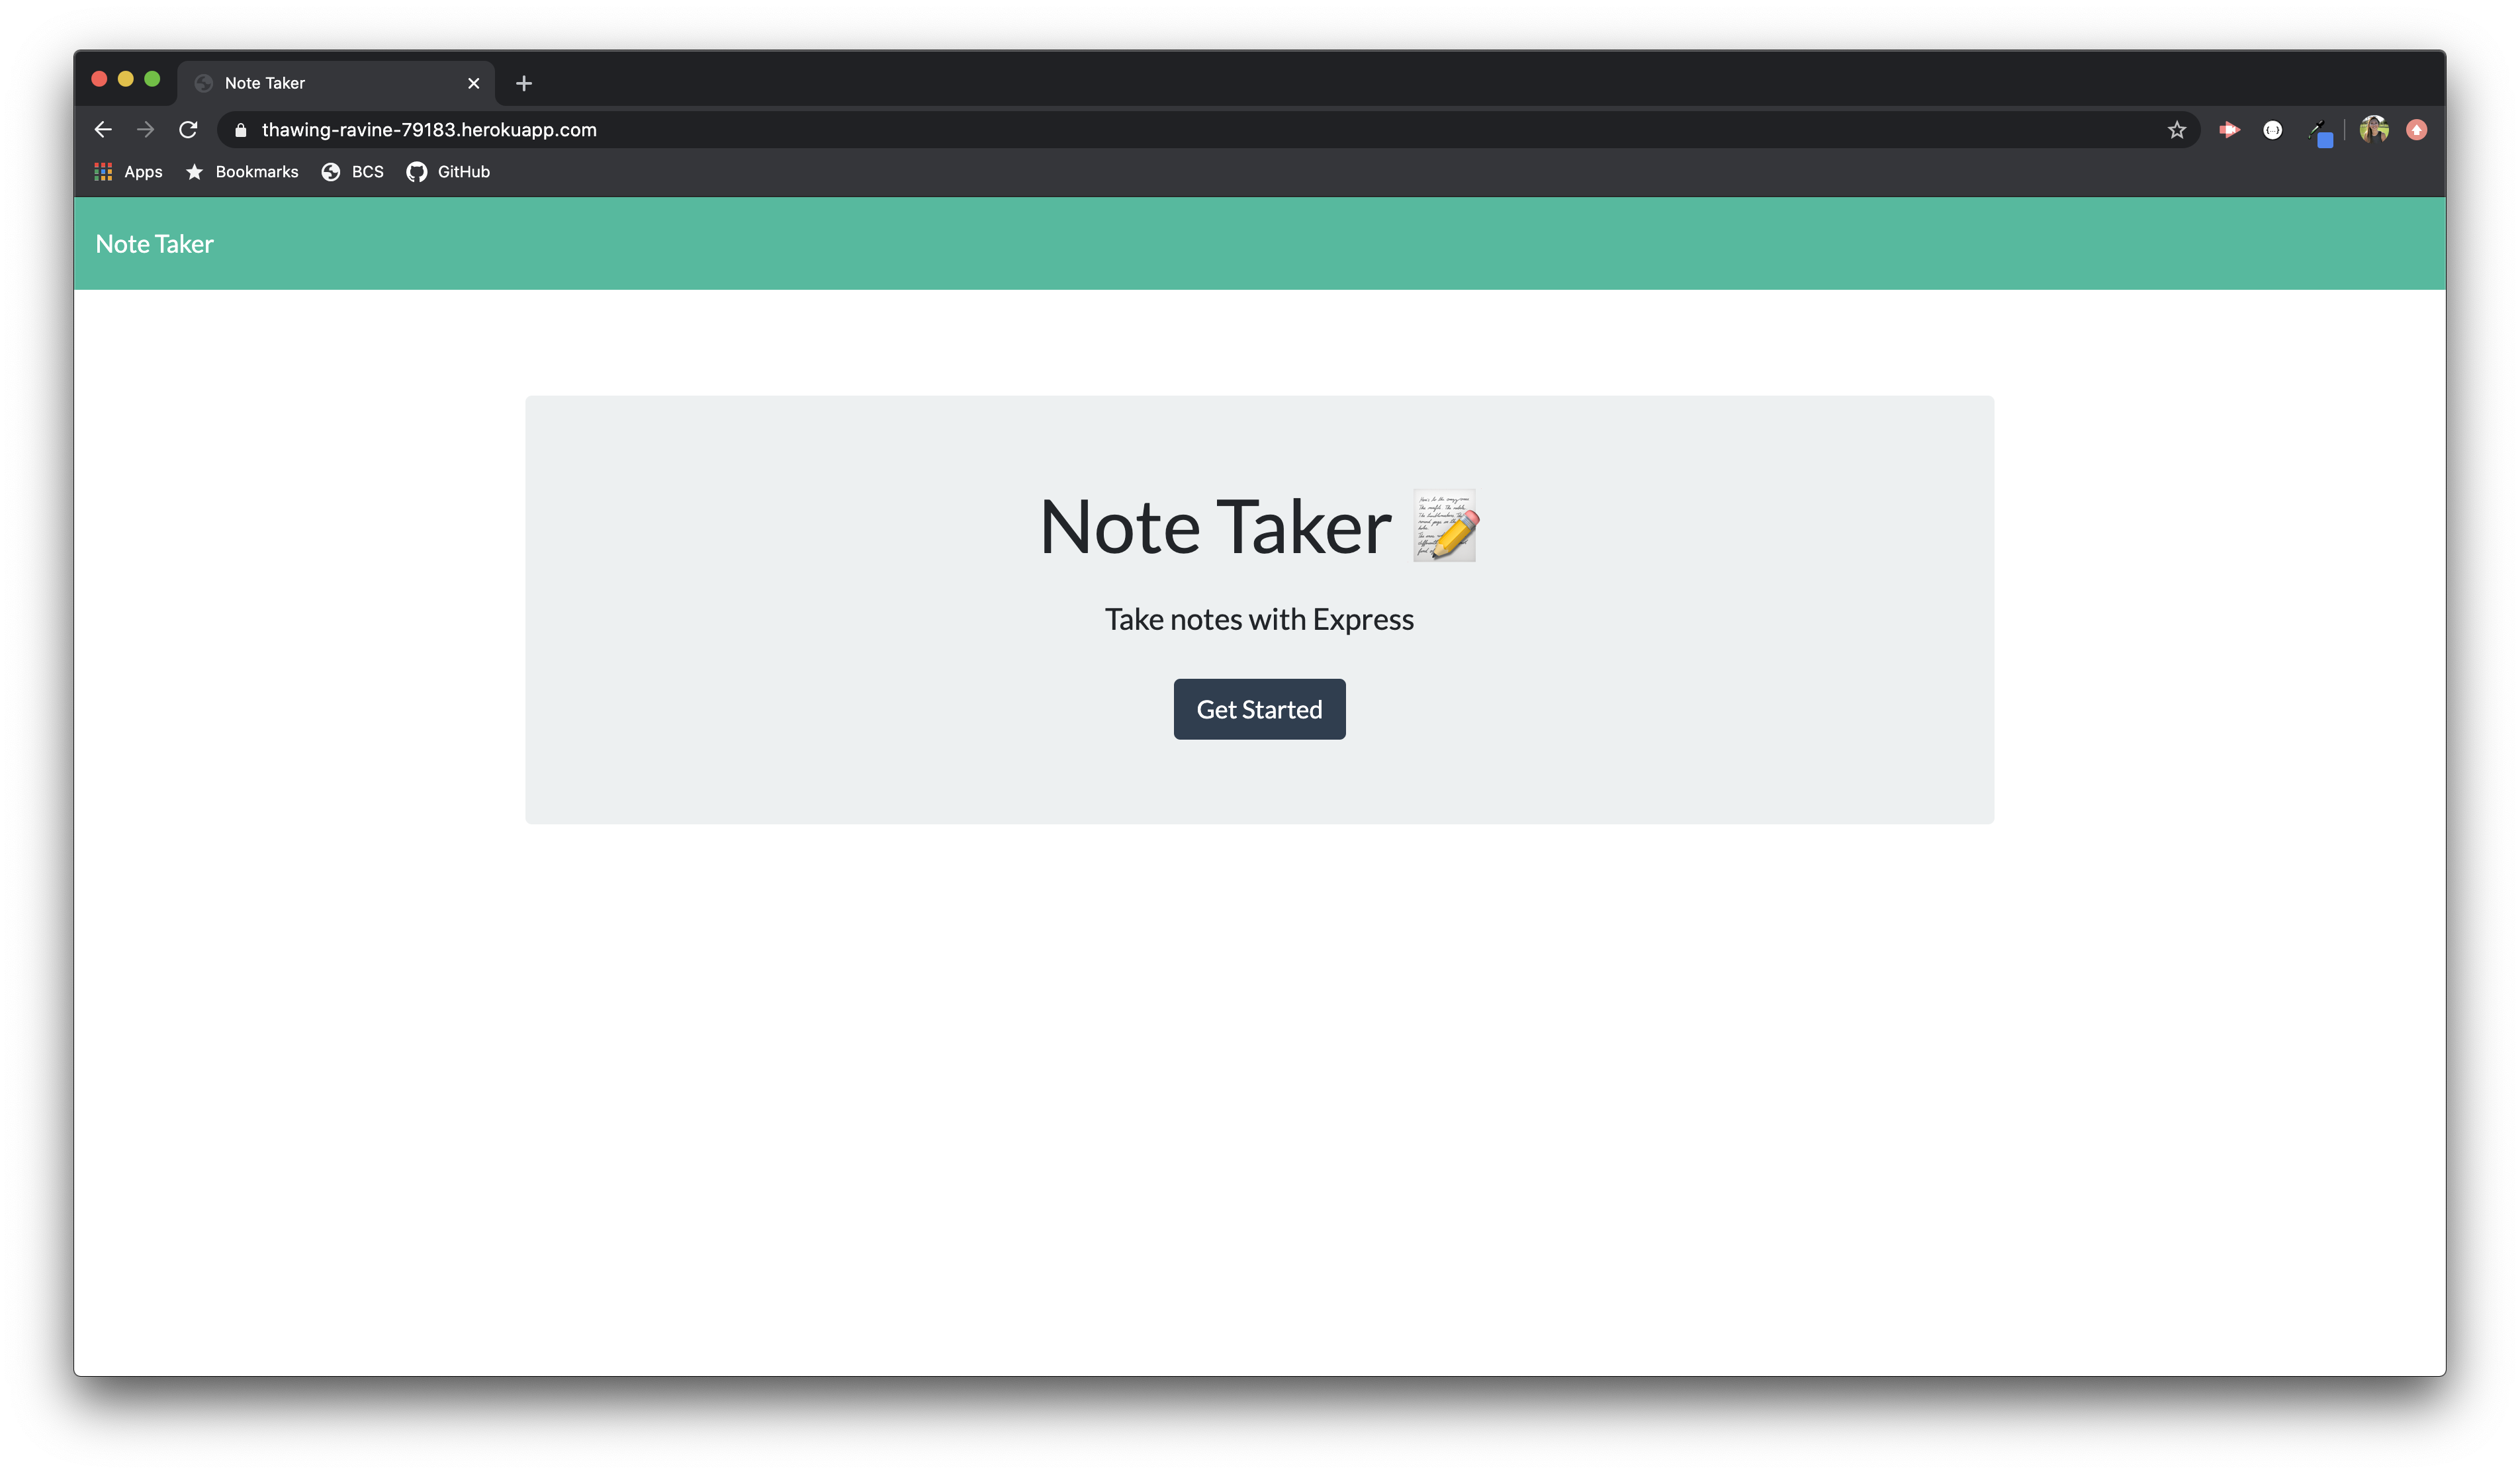 Note Taker
thawing-ravine-79183.herokuapp.com
Apps Bookmarks BCS GitHub
Note Taker
Note Taker
Take notes with Express
Get Started